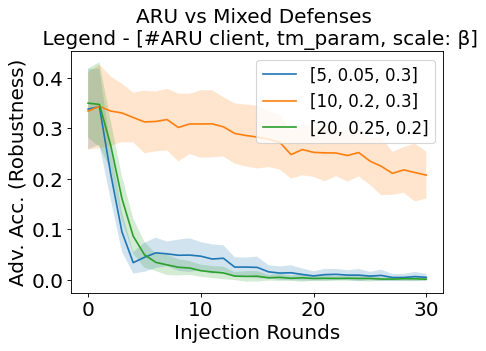 ARU vs Mixed Defenses
Legend - [#ARU client, tm_param, scale: β]
[5, 0.05, 0.3]
[10, 0.2, 0.3]
[20, 0.25, 0.2]
Adv. Acc. (Robustness)
0.4
0.3
0.2
0.1
0.0
0 10 20 30
Injection Rounds